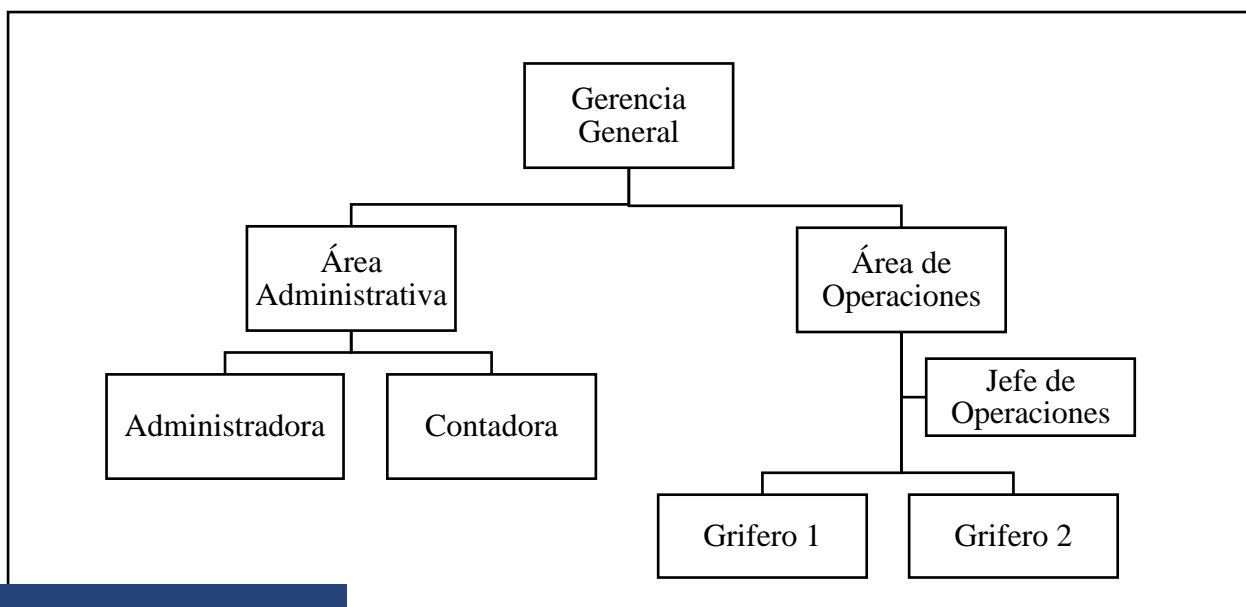 Gerencia
General
Área
Administrativa
Área de
Operaciones
Administradora
Contadora
Jefe de
Operaciones
Grifero 1
Grifero 2